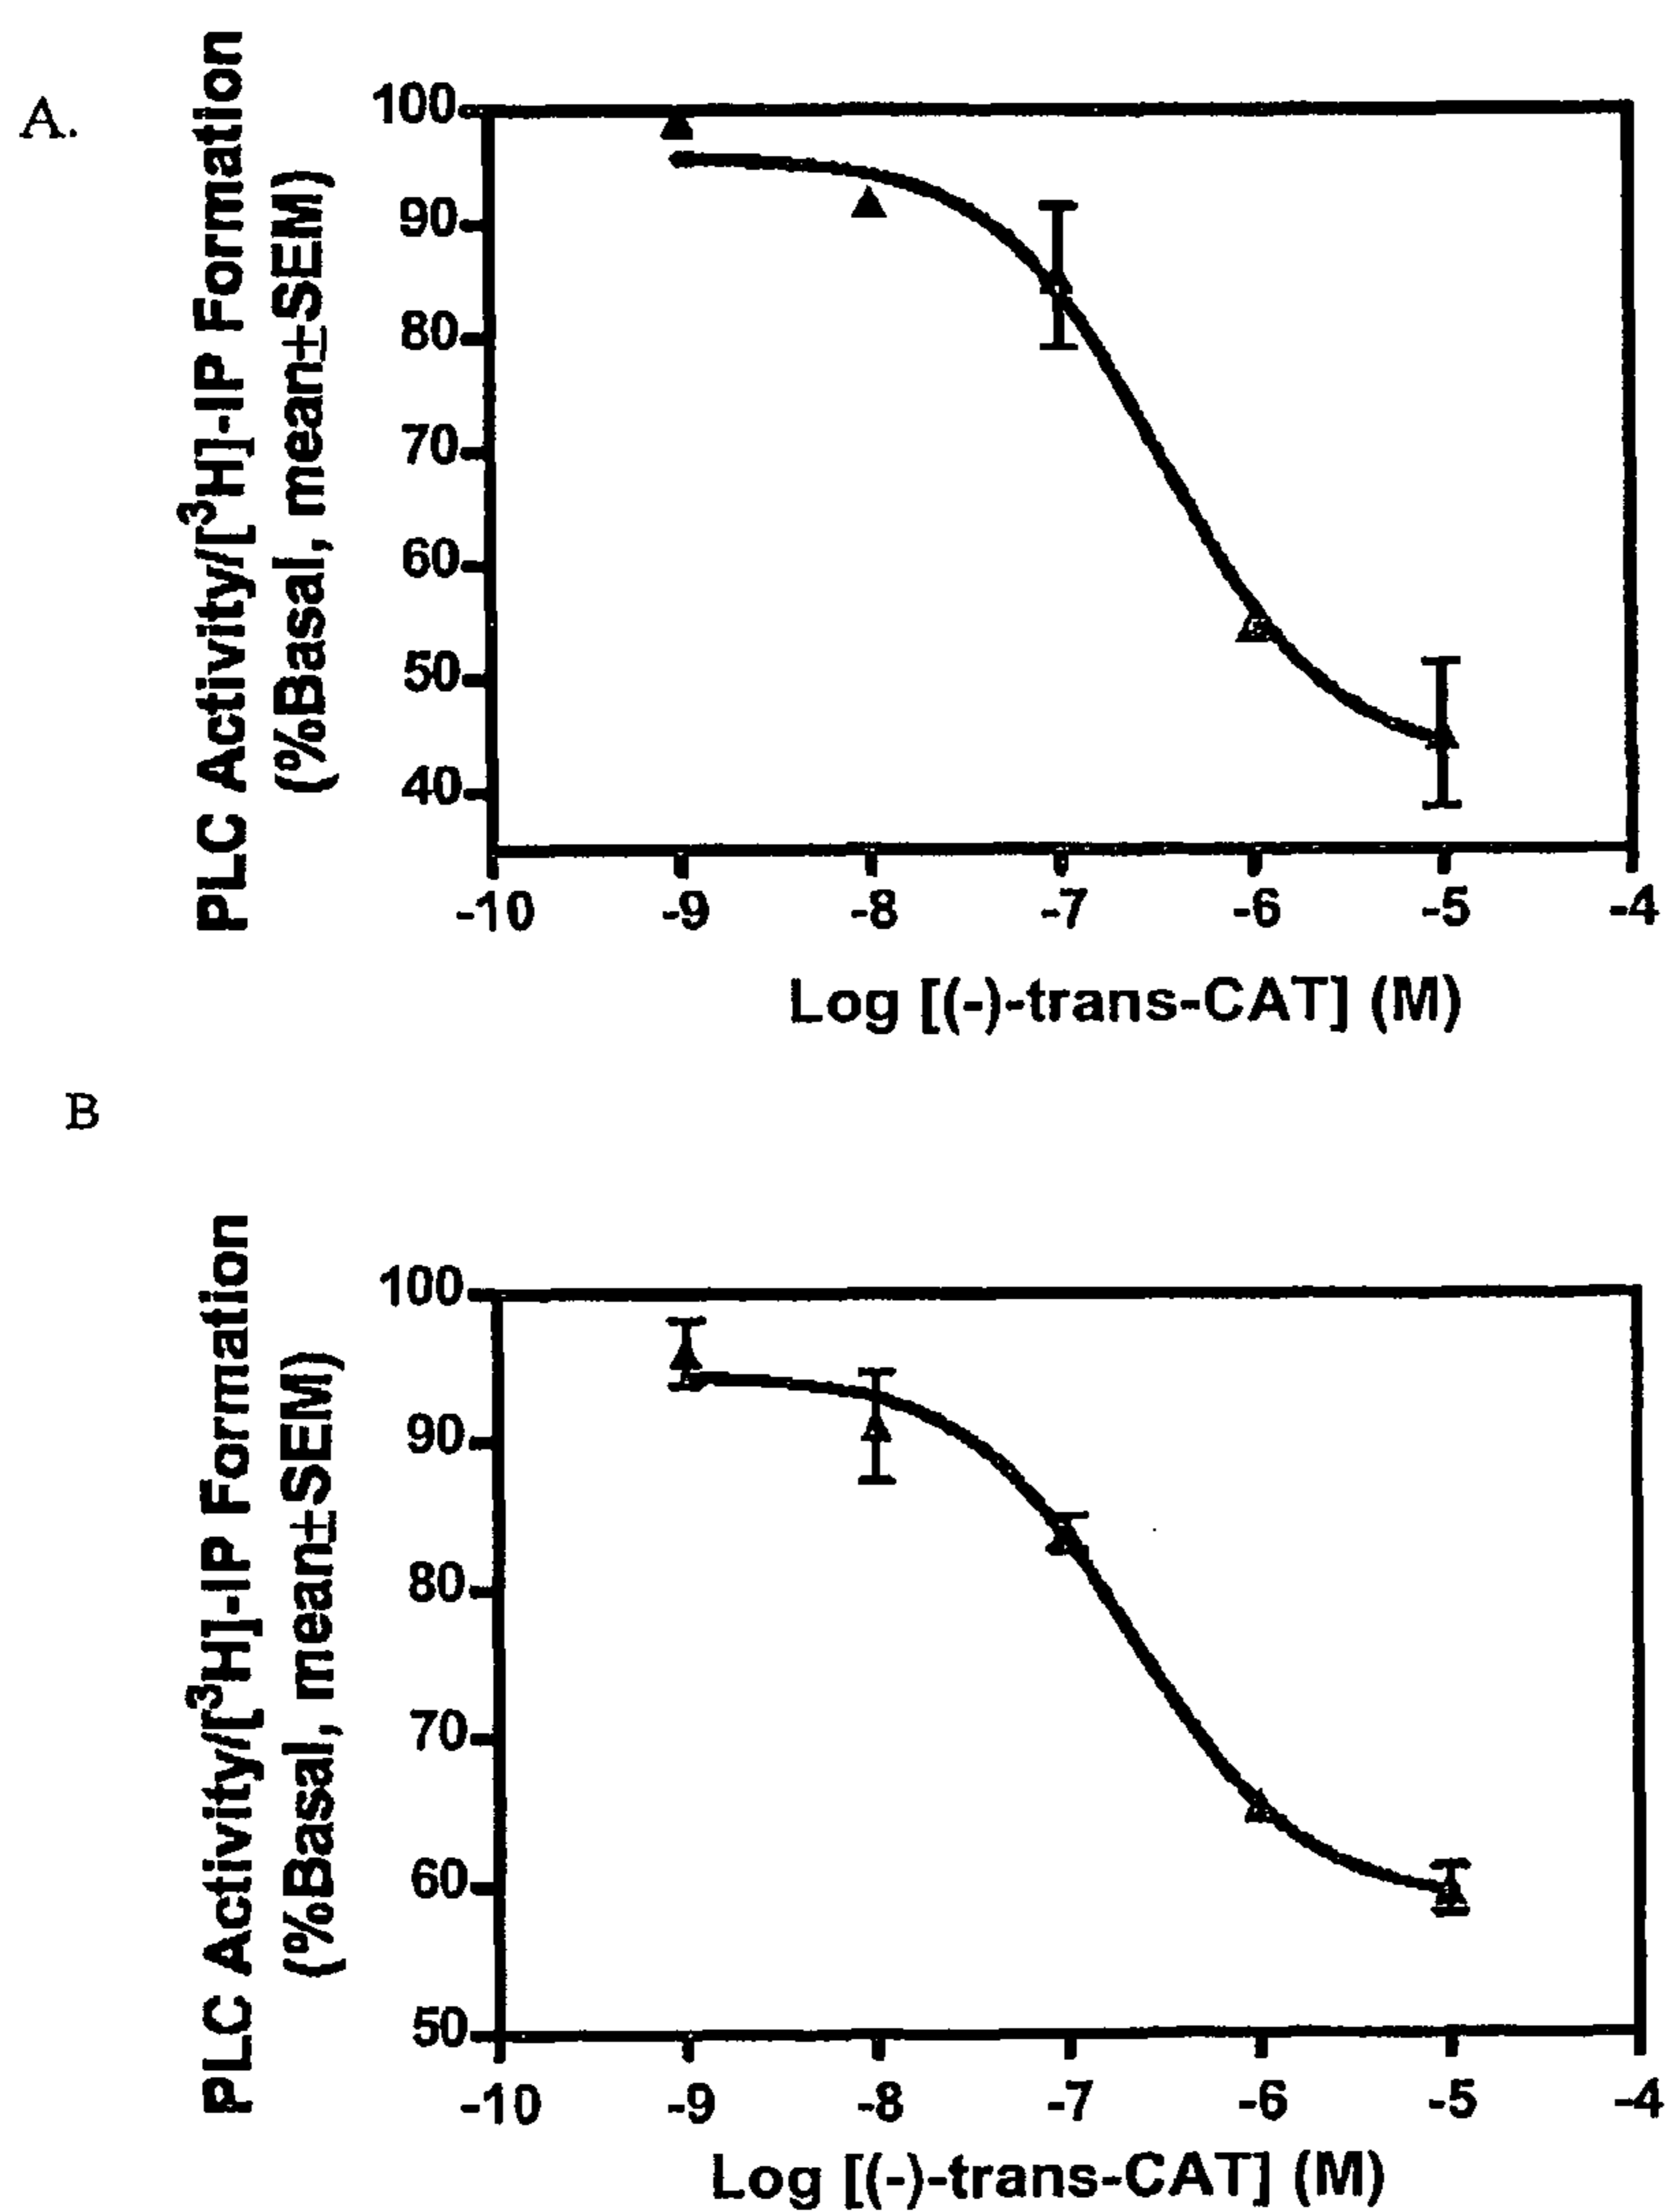 A.
PLC Activity/[³H]-IP Formation
(%Basal, mean±SEM)
100
90
80
70
60
50
40
-10 -9 -8 -7 -6 -5 -4
Log [(-)-trans-CAT] (M)
B
PLC Activity/[³H]-IP Formation
(%Basal, mean±SEM)
100
90
80
70
60
50
-10 -9 -8 -7 -6 -5 -4
Log [(-)-trans-CAT] (M)